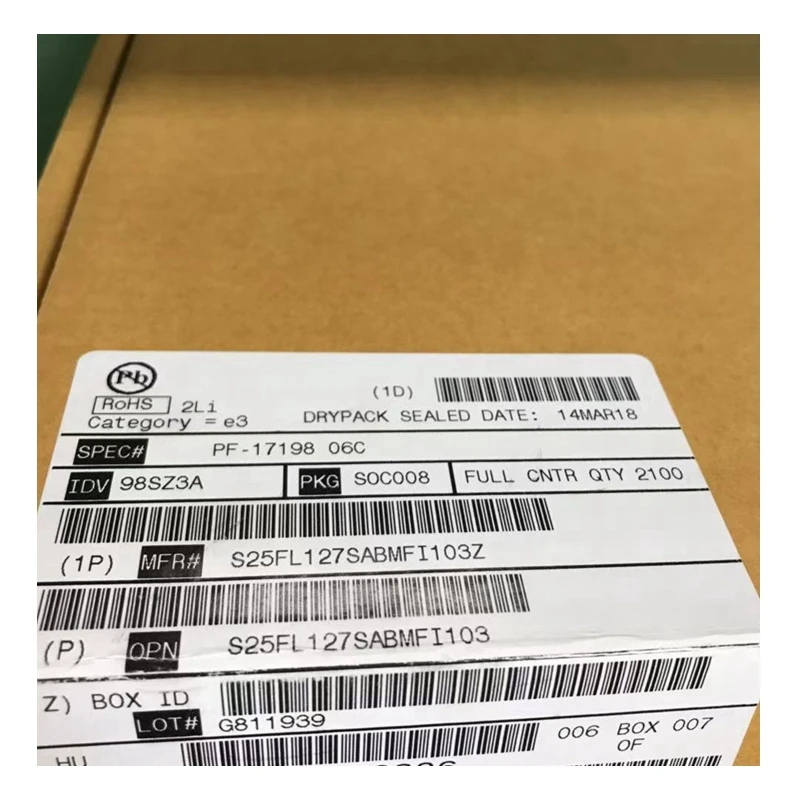 Pb
(1D)
RoHS 2Li
Category = e3 DRYPACK SEALED DATE: 14MAR18
SPEC# PF-17198 06C
IDV 98SZ3A PKG SOC008 FULL CNTR QTY 2100
(1P) MFR# S25FL127SABMFI103Z
(P) OPN S25FL127SABMFI103
Z) BOX ID
LOT# G811939
006 BOX 007
OF
HU